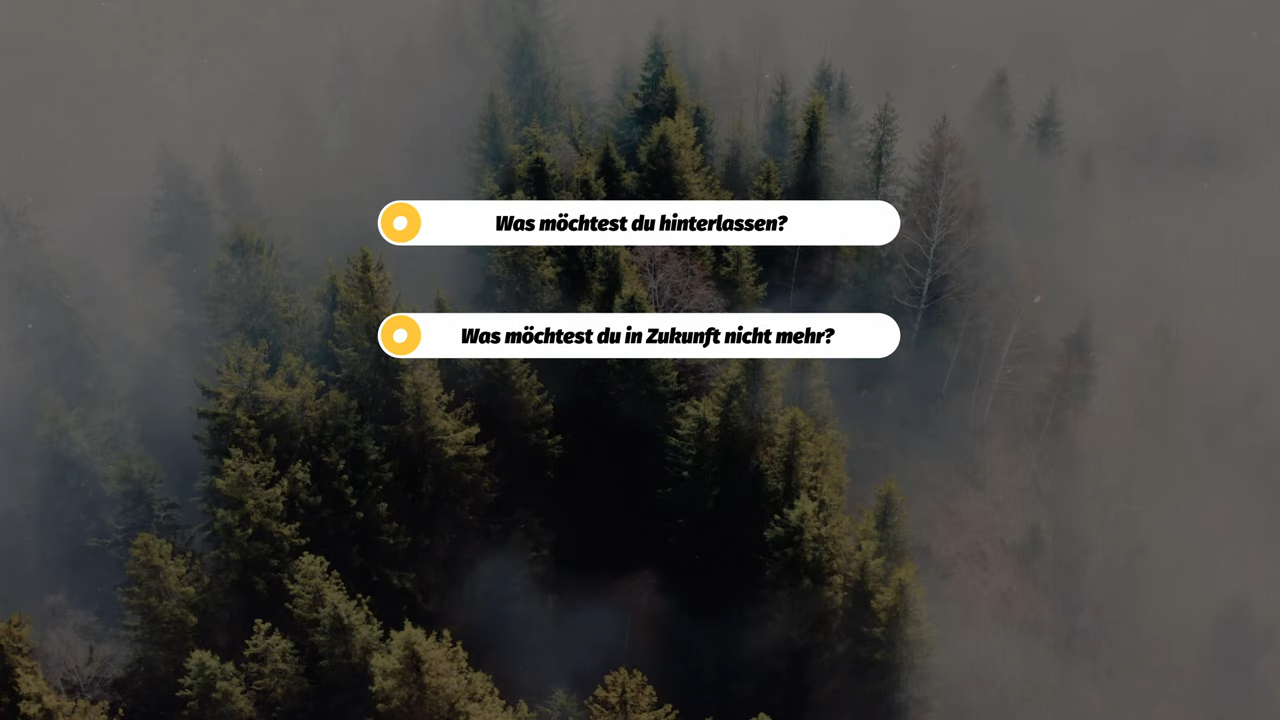 Was möchtest du hinterlassen?
Was möchtest du in Zukunft nicht mehr?